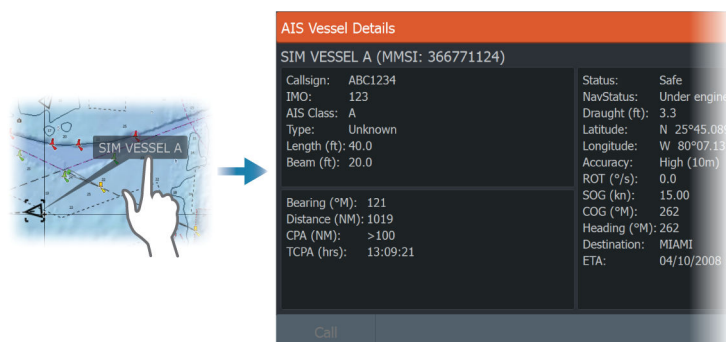 SIM VESSEL A
AIS Vessel Details
SIM VESSEL A (MMSI: 366771124)
Callsign: ABC1234
IMO: 123
AIS Class: A
Type: Unknown
Length (ft): 40.0
Beam (ft): 20.0
Bearing (°M): 121
Distance (NM): 1019
CPA (NM): >100
TCPA (hrs): 13:09:21
Status: Safe
NavStatus: Under engine
Draught (ft): 3.3
Latitude: N 25°45.08
Longitude: W 80°07.13
Accuracy: High (10m)
ROT (°/s): 0.0
SOG (kn): 15.00
COG (°M): 262
Heading (°M): 262
Destination: MIAMI
ETA: 04/10/2008
Call